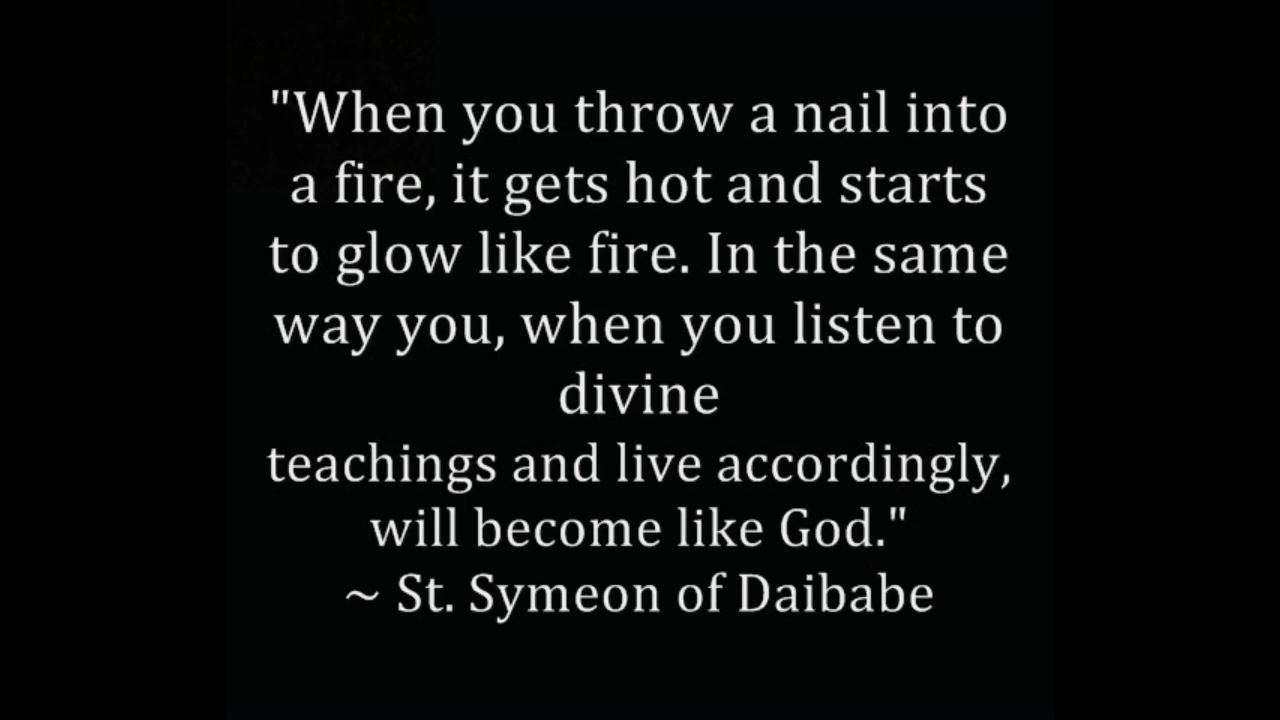 "When you throw a nail into
a fire, it gets hot and starts
to glow like fire. In the same
way you, when you listen to
divine
teachings and live accordingly,
will become like God."
~ St. Symeon of Daibabe